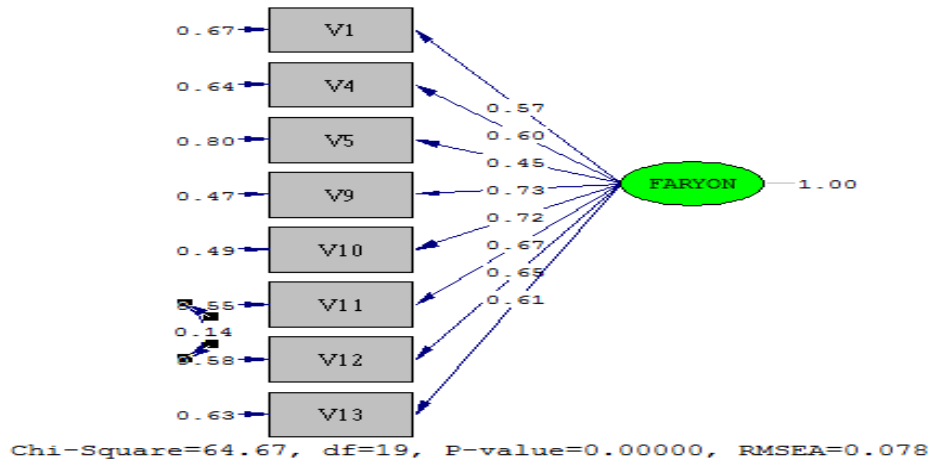 0.67 V1
0.64 V4 0.57
0.60
0.80 V5 0.45
0.47 V9 0.73 FARYON 1.00
0.72
0.49 V10 0.67
0.65
V11 0.61
0.14
0.58 V12
0.63 V13
Chi-Square=64.67, df=19, P-value=0.00000, RMSEA=0.078